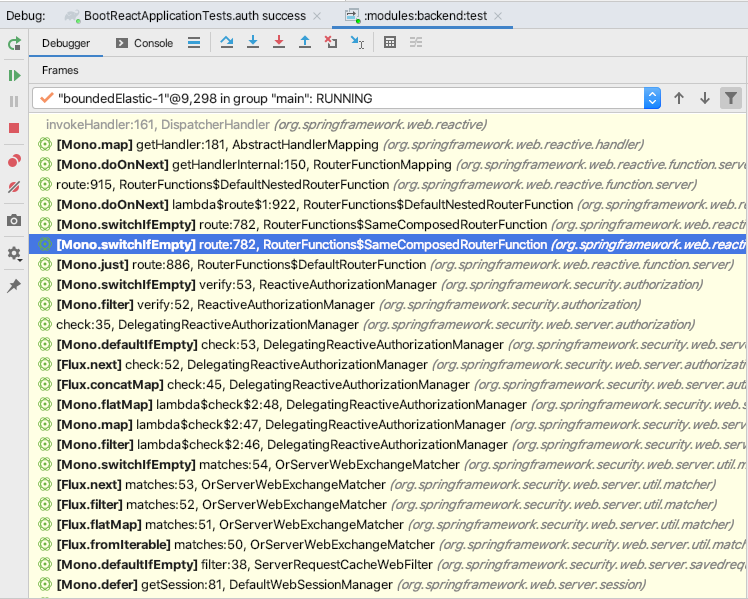 Debug: BootReactApplicationTests.auth success :modules:backend:test
Debugger Console
Frames
"boundedElastic-1"@9,298 in group "main": RUNNING
invokeHandler:161, DispatcherHandler (org.springframework.web.reactive)
[Mono.map] getHandler:181, AbstractHandlerMapping (org.springframework.web.reactive.handler)
[Mono.doOnNext] getHandlerInternal:150, RouterFunctionMapping (org.springframework.web.reactive.function.serve
route:915, RouterFunctions$DefaultNestedRouterFunction (org.springframework.web.reactive.function.server)
[Mono.doOnNext] lambda$route$1:922, RouterFunctions$DefaultNestedRouterFunction (org.springframework.web.re
[Mono.switchIfEmpty] route:782, RouterFunctions$SameComposedRouterFunction (org.springframework.web.reacti
[Mono.switchIfEmpty] route:782, RouterFunctions$SameComposedRouterFunction (org.springframework.web.reacti
[Mono.just] route:886, RouterFunctions$DefaultRouterFunction (org.springframework.web.reactive.function.server)
[Mono.switchIfEmpty] verify:53, ReactiveAuthorizationManager (org.springframework.security.authorization)
[Mono.filter] verify:52, ReactiveAuthorizationManager (org.springframework.security.authorization)
check:35, DelegatingReactiveAuthorizationManager (org.springframework.security.web.server.authorization)
[Mono.defaultIfEmpty] check:53, DelegatingReactiveAuthorizationManager (org.springframework.security.web.serve
[Flux.next] check:52, DelegatingReactiveAuthorizationManager (org.springframework.security.web.server.authorizati
[Flux.concatMap] check:45, DelegatingReactiveAuthorizationManager (org.springframework.security.web.server.aut
[Mono.flatMap] lambda$check$2:48, DelegatingReactiveAuthorizationManager (org.springframework.security.web.s
[Mono.map] lambda$check$2:47, DelegatingReactiveAuthorizationManager (org.springframework.security.web.serve
[Mono.filter] lambda$check$2:46, DelegatingReactiveAuthorizationManager (org.springframework.security.web.serve
[Mono.switchIfEmpty] matches:54, OrServerWebExchangeMatcher (org.springframework.security.web.server.util.m
[Flux.next] matches:53, OrServerWebExchangeMatcher (org.springframework.security.web.server.util.matcher)
[Flux.filter] matches:52, OrServerWebExchangeMatcher (org.springframework.security.web.server.util.matcher)
[Flux.flatMap] matches:51, OrServerWebExchangeMatcher (org.springframework.security.web.server.util.matcher)
[Flux.fromIterable] matches:50, OrServerWebExchangeMatcher (org.springframework.security.web.server.util.matc
[Mono.defaultIfEmpty] filter:38, ServerRequestCacheWebFilter (org.springframework.security.web.server.savedreq
[Mono.defer] getSession:81, DefaultWebSessionManager (org.springframework.web.server.session)